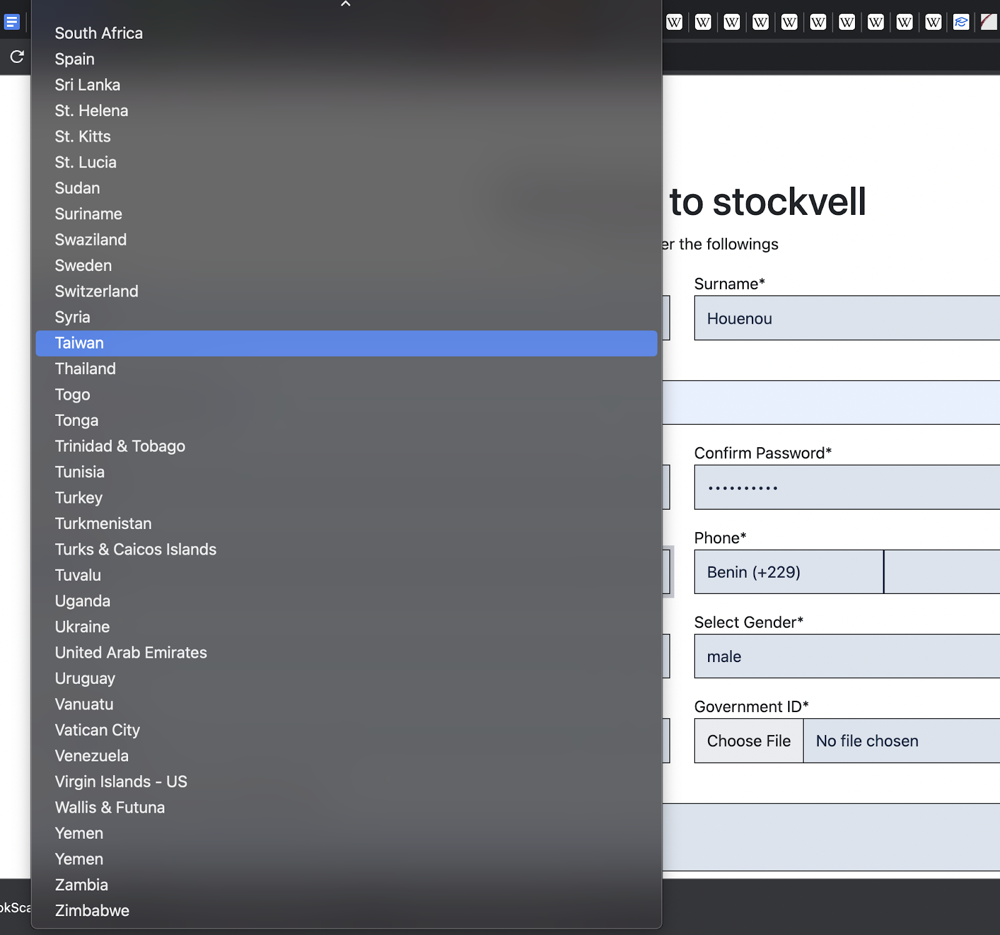 W W W W W W W W W W
South Africa
Spain
Sri Lanka
St. Helena
St. Kitts
St. Lucia
Sudan
Suriname
Swaziland
Sweden
Switzerland
Syria
Taiwan
Thailand
Togo
Tonga
Trinidad & Tobago
Tunisia
Turkey
Turkmenistan
Turks & Caicos Islands
Tuvalu
Uganda
Ukraine
United Arab Emirates
Uruguay
Vanuatu
Vatican City
Venezuela
Virgin Islands - US
Wallis & Futuna
Yemen
Yemen
Zambia
Zimbabwe
to stockvell
er the followings
Surname*
Houenou
Confirm Password*
••••••••••
Phone*
Benin (+229)
Select Gender*
male
Government ID*
Choose File No file chosen
okSca